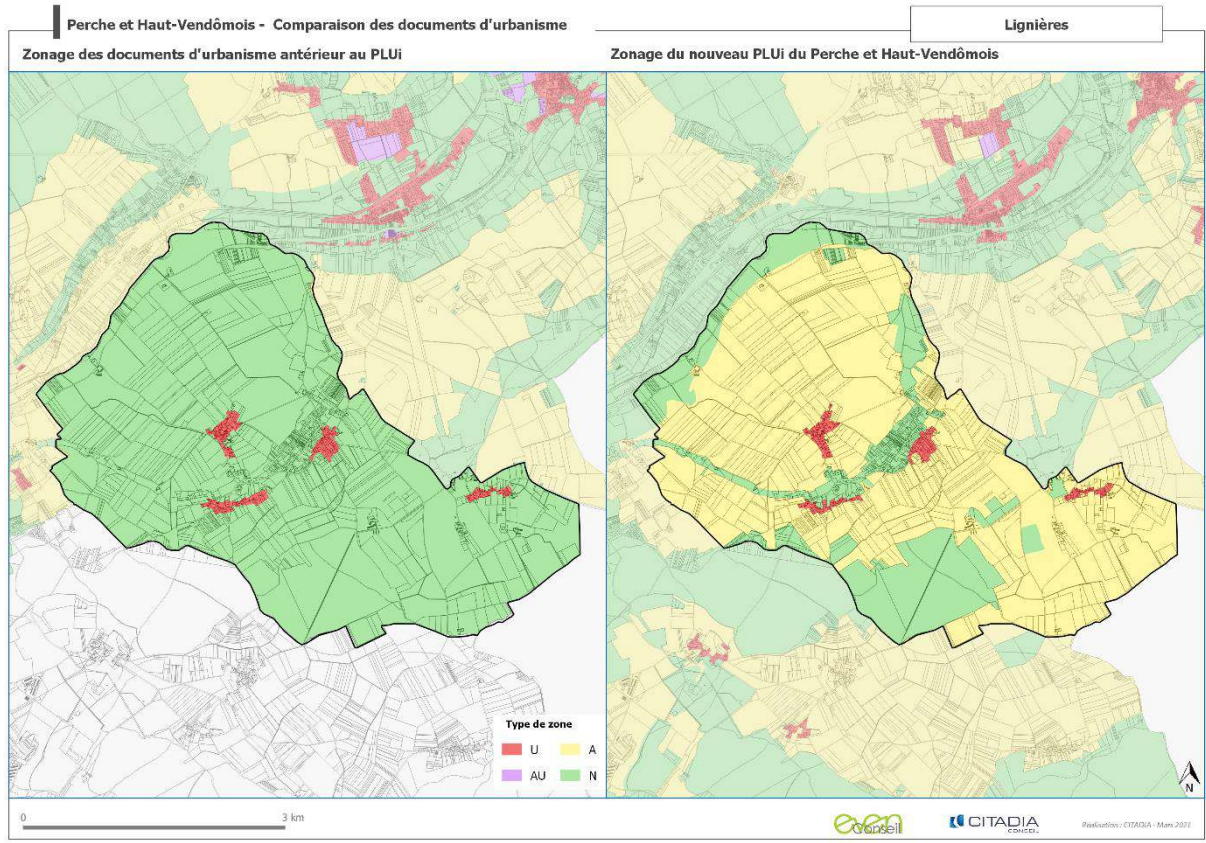 Perche et Haut-Vendômois - Comparaison des documents d'urbanisme
Lignières
Zonage des documents d'urbanisme antérieur au PLUi
Zonage du nouveau PLUi du Perche et Haut-Vendômois
Type de zone
U
A
AU
N
N
0
3 km
even
Conseil
CITADIA
CONSEIL
Réalisation : CITADIA - Mars 2021